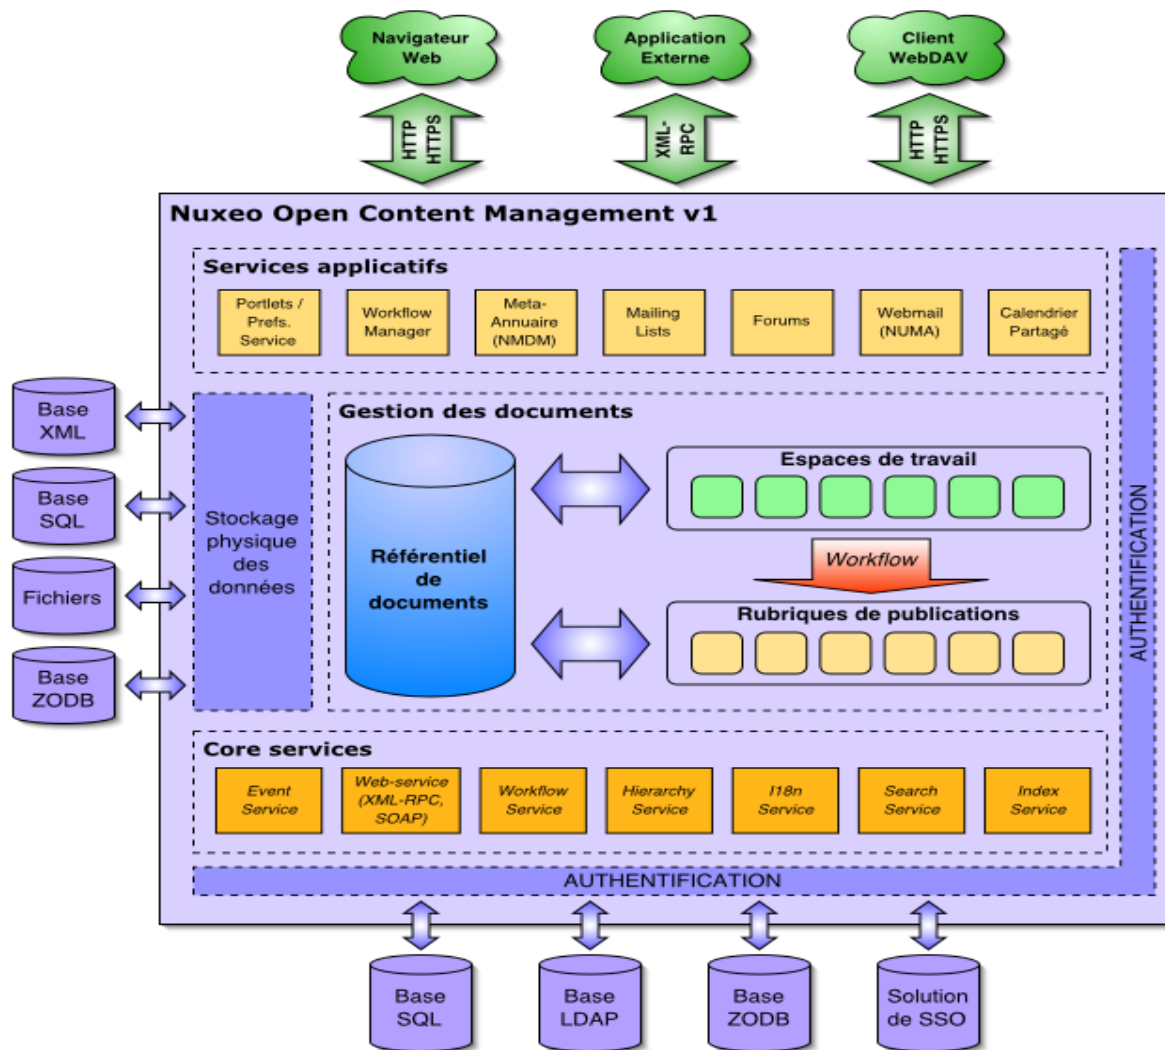 Navigateur
Web
Application
Externe
Client
WebDAV
HTTP
HTTPS
XML-
RPC
HTTP
HTTPS
Nuxeo Open Content Management v1
Services applicatifs
Portlets /
Prefs.
Service
Workflow
Manager
Meta-
Annuaire
(NMDM)
Mailing
Lists
Forums
Webmail
(NUMA)
Calendrier
Partagé
Base
XML
Base
SQL
Fichiers
Base
ZODB
Stockage
physique
des
données
Gestion des documents
Référentiel
de
documents
Espaces de travail
Workflow
Rubriques de publications
AUTHENTIFICATION
Core services
Event
Service
Web-service
(XML-RPC,
SOAP)
Workflow
Service
Hierarchy
Service
I18n
Service
Search
Service
Index
Service
AUTHENTIFICATION
Base
SQL
Base
LDAP
Base
ZODB
Solution
de SSO